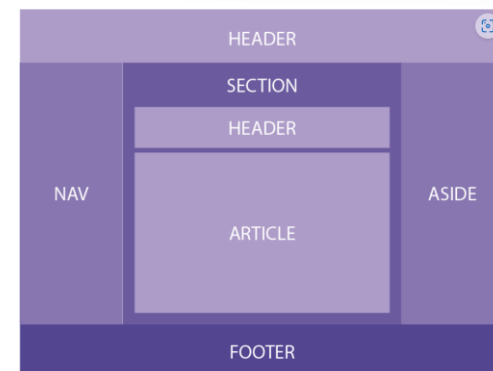 HEADER
SECTION
HEADER
NAV
ARTICLE
ASIDE
FOOTER